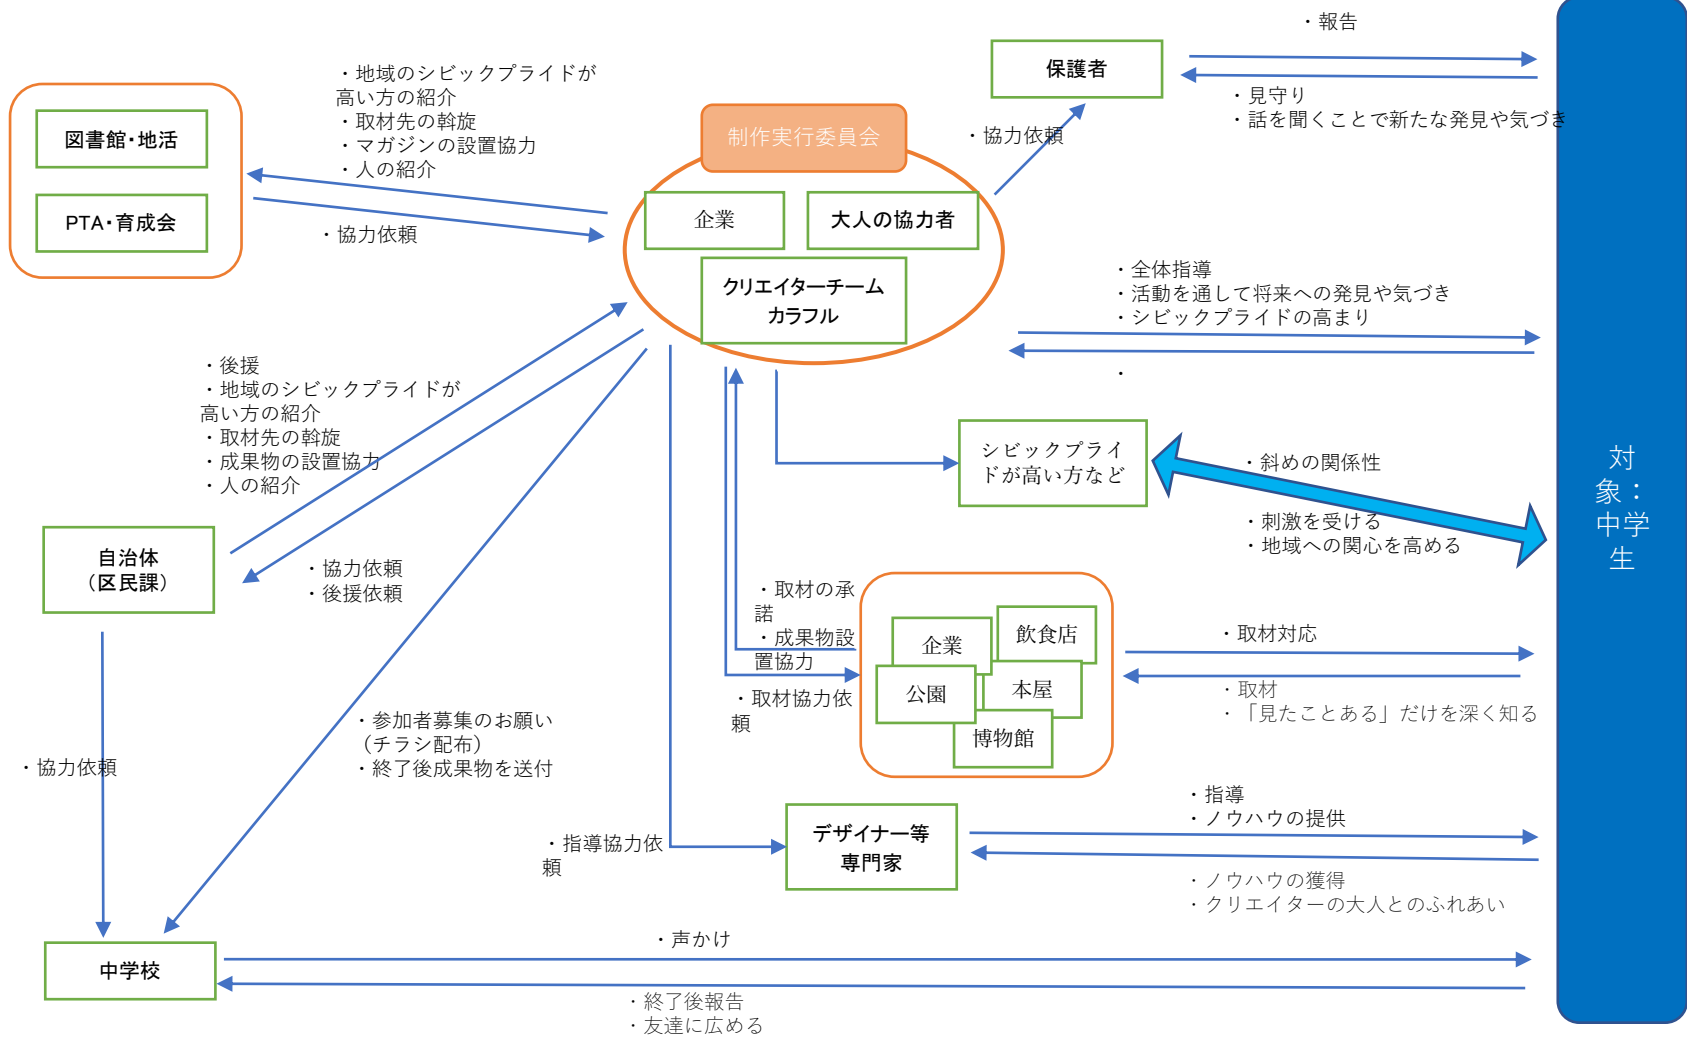 ・報告
保護者
・見守り
・話を聞くことで新たな発見や気づき
・地域のシビックプライドが
高い方の紹介
・取材先の斡旋
・マガジンの設置協力
・人の紹介
図書館・地活
PTA・育成会
・協力依頼
制作実行委員会
・協力依頼
企業
大人の協力者
クリエイターチーム
カラフル
・全体指導
・活動を通して将来への発見や気づき
・シビックプライドの高まり
・
・後援
・地域のシビックプライドが
高い方の紹介
・取材先の斡旋
・成果物の設置協力
・人の紹介
シビックプライ
ドが高い方など
・斜めの関係性
・刺激を受ける
・地域への関心を高める
対
象：
中学
生
自治体
（区民課）
・協力依頼
・後援依頼
・取材の承
諾
・成果物設
置協力
・取材協力依
頼
企業
飲食店
公園
本屋
博物館
・取材対応
・取材
・「見たことある」だけを深く知る
・参加者募集のお願い
（チラシ配布）
・終了後成果物を送付
・協力依頼
・指導協力依
頼
デザイナー等
専門家
・指導
・ノウハウの提供
・ノウハウの獲得
・クリエイターの大人とのふれあい
中学校
・声かけ
・終了後報告
・友達に広める